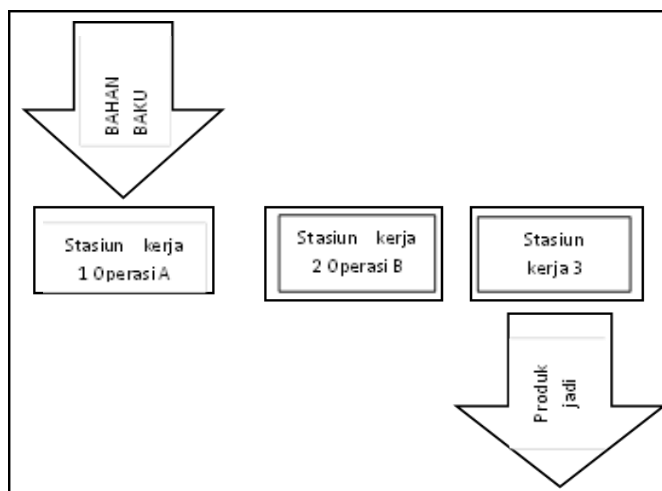 BAHAN
BAKU
Stasiun kerja
1 Operasi A
Stasiun kerja
2 Operasi B
Stasiun
kerja 3
Produk
jadi